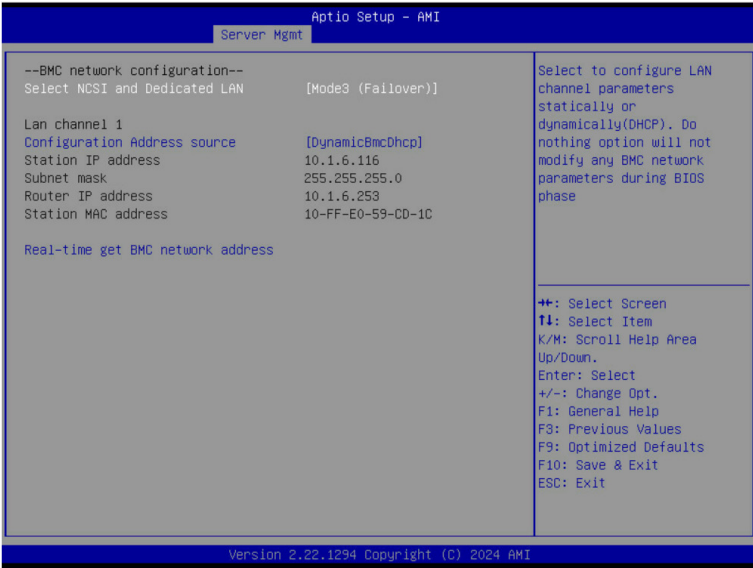 Aptio Setup – AMI
Server Mgmt
--BMC network configuration--
Select NCSI and Dedicated LAN [Mode3 (Failover)]
Lan channel 1
Configuration Address source [DynamicBmcDhcp]
Station IP address 10.1.6.116
Subnet mask 255.255.255.0
Router IP address 10.1.6.253
Station MAC address 10-FF-E0-59-CD-1C
Real-time get BMC network address
Select to configure LAN
channel parameters
statically or
dynamically(DHCP). Do
nothing option will not
modify any BMC network
parameters during BIOS
phase
→←: Select Screen
↑↓: Select Item
K/M: Scroll Help Area
Up/Down.
Enter: Select
+/-: Change Opt.
F1: General Help
F3: Previous Values
F9: Optimized Defaults
F10: Save & Exit
ESC: Exit
Version 2.22.1294 Copyright (C) 2024 AMI